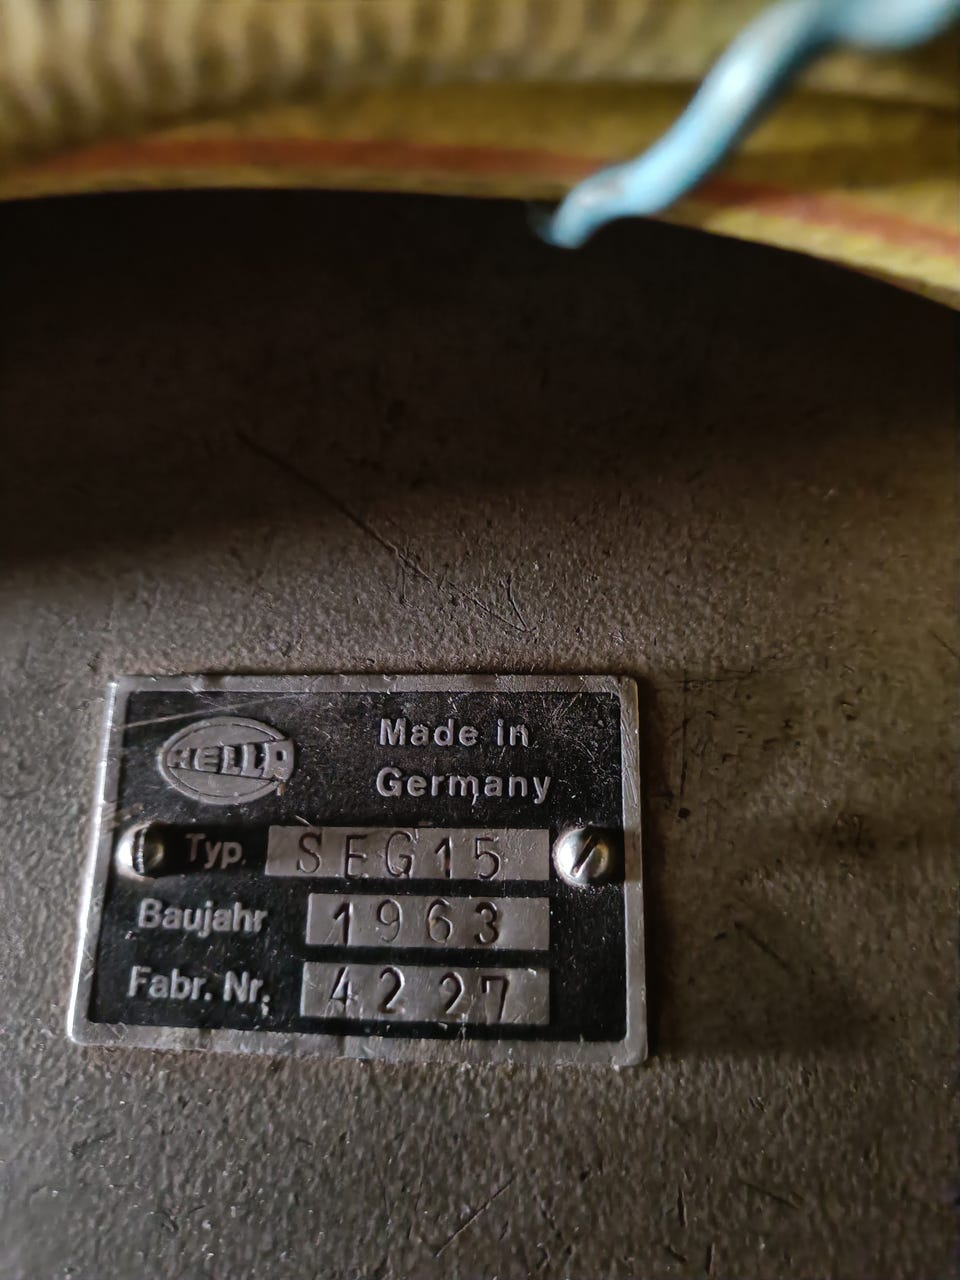 HELLA
Made in
Germany
Typ. SEG15
Baujahr 1963
Fabr. Nr. 4227